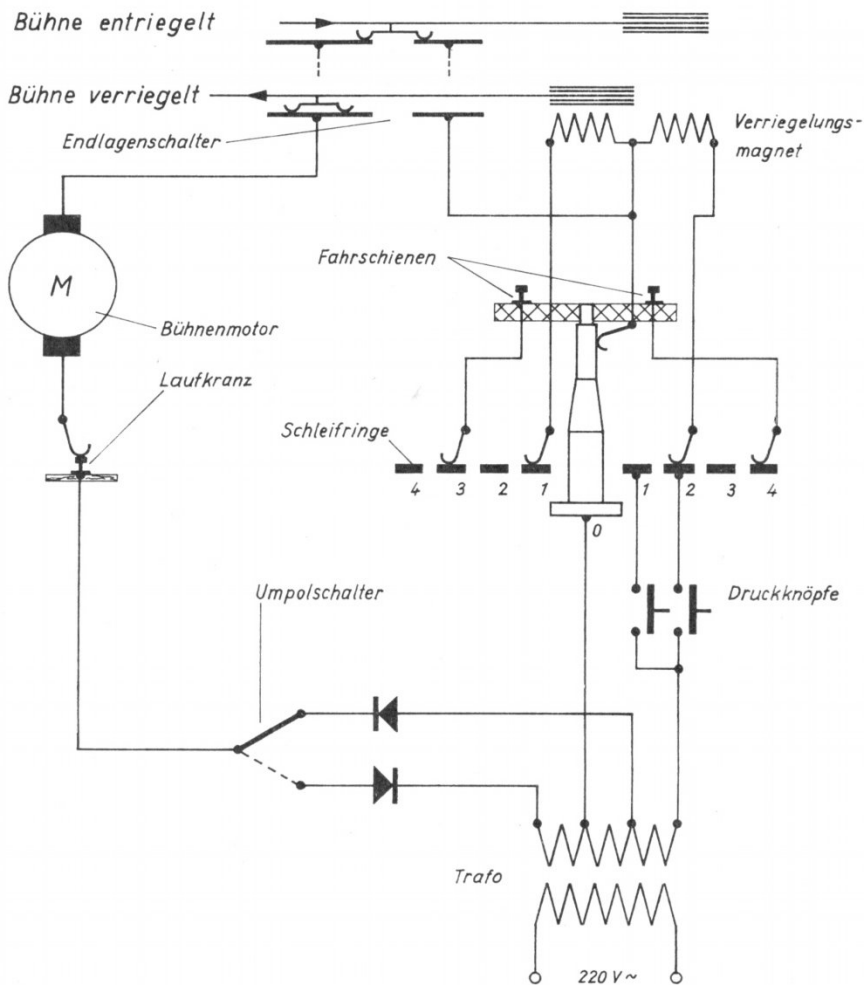 Bühne entriegelt
Bühne verriegelt
Endlagenschalter
Verriegelungs-
magnet
Fahrschienen
M
Bühnenmotor
Laufkranz
Schleifringe
4 3 2 1 1 2 3 4
0
Umpolschalter
Druckknöpfe
Trafo
220 V ~